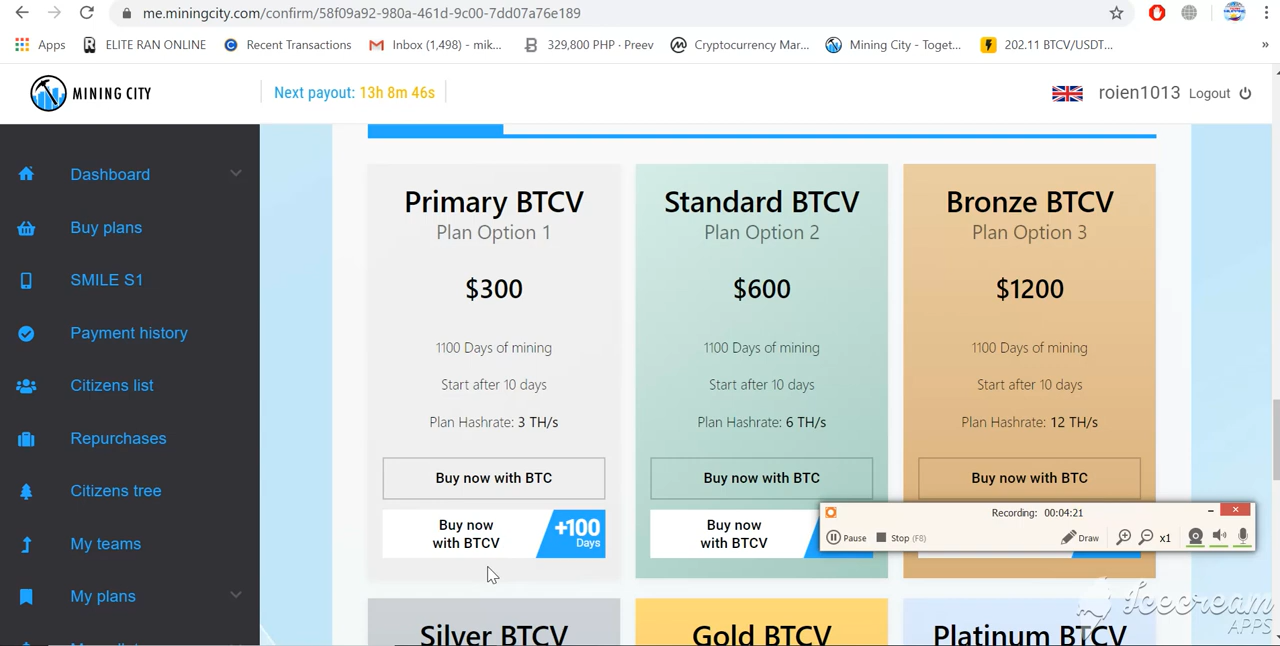 me.miningcity.com/confirm/58f09a92-980a-461d-9c00-7dd07a76e189
Apps ELITE RAN ONLINE Recent Transactions Inbox (1,498) - mik... 329,800 PHP - Preev Cryptocurrency Mar... Mining City - Toget... 202.11 BTCV/USDT... »
MINING CITY Next payout: 13h 8m 46s roien1013 Logout
Dashboard
Buy plans
SMILE S1
Payment history
Citizens list
Repurchases
Citizens tree
My teams
My plans
Primary BTCV
Plan Option 1
$300
1100 Days of mining
Start after 10 days
Plan Hashrate: 3 TH/s
Buy now with BTC
Buy now
with BTCV
+100
Days
Standard BTCV
Plan Option 2
$600
1100 Days of mining
Start after 10 days
Plan Hashrate: 6 TH/s
Buy now with BTC
Buy now
with BTCV
Bronze BTCV
Plan Option 3
$1200
1100 Days of mining
Start after 10 days
Plan Hashrate: 12 TH/s
Buy now with BTC
Recording: 00:04:21
Pause Stop (F8) Draw x1
Silver BTCV
Gold BTCV
Platinum BTCV
Icecream
APPS